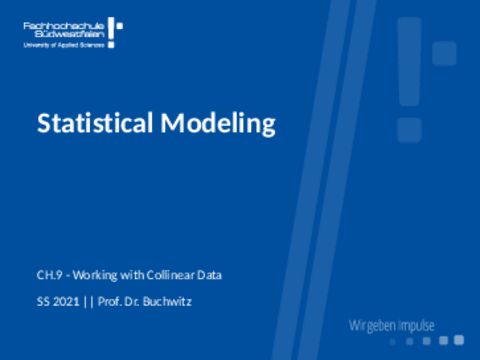 Fachhochschule
Südwestfalen
University of Applied Sciences
Statistical Modeling
CH.9 - Working with Collinear Data
SS 2021 || Prof. Dr. Buchwitz
Wir geben Impulse